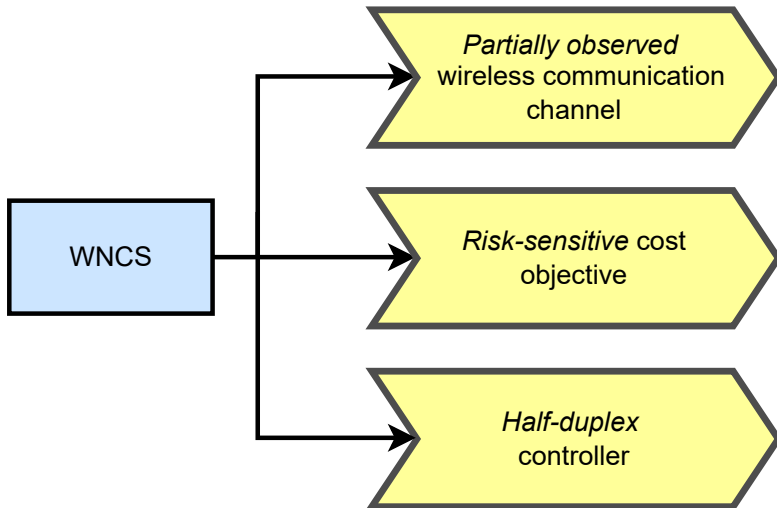 Partially observed
wireless communication
channel
WNCS
Risk-sensitive cost
objective
Half-duplex
controller